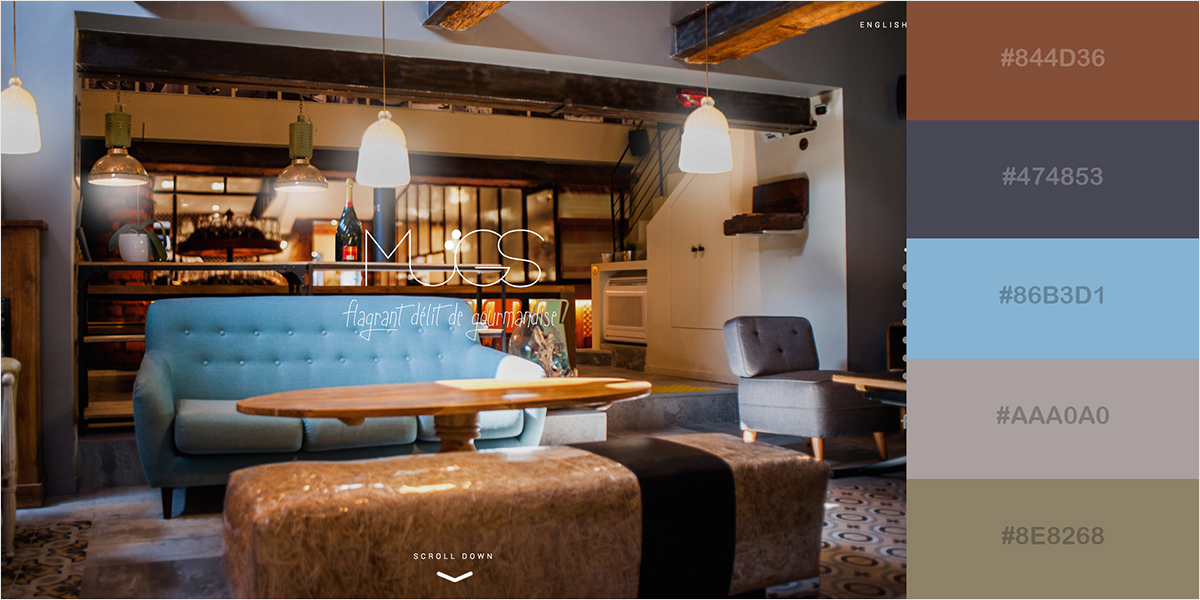 ENGLISH
MUGS
flagrant délit de gourmandise
SCROLL DOWN
#844D36
#474853
#86B3D1
#AAA0A0
#8E8268